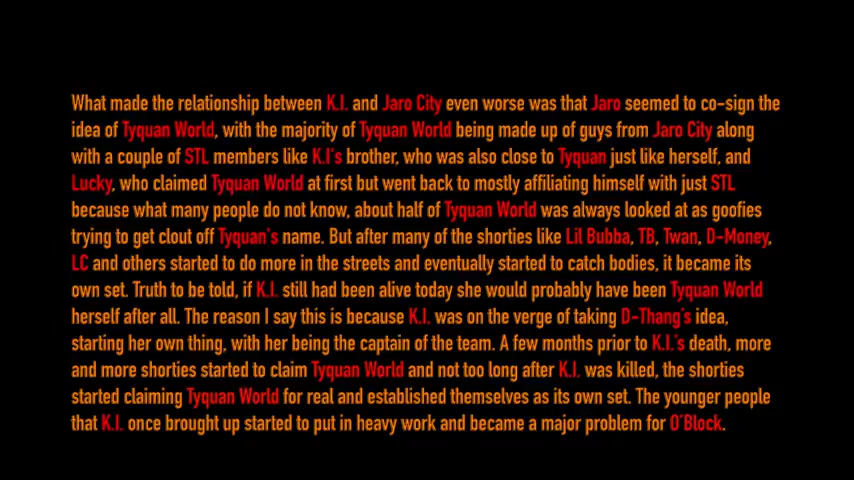 What made the relationship between K.I. and Jaro City even worse was that Jaro seemed to co-sign the
idea of Tyquan World, with the majority of Tyquan World being made up of guys from Jaro City along
with a couple of STL members like K.I's brother, who was also close to Tyquan just like herself, and
Lucky, who claimed Tyquan World at first but went back to mostly affiliating himself with just STL
because what many people do not know, about half of Tyquan World was always looked at as goofies
trying to get clout off Tyquan's name. But after many of the shorties like Lil Bubba, TB, Twan, D-Money,
LC and others started to do more in the streets and eventually started to catch bodies, it became its
own set. Truth to be told, if K.I. still had been alive today she would probably have been Tyquan World
herself after all. The reason I say this is because K.I. was on the verge of taking D-Thang's idea,
starting her own thing, with her being the captain of the team. A few months prior to K.I.'s death, more
and more shorties started to claim Tyquan World and not too long after K.I. was killed, the shorties
started claiming Tyquan World for real and established themselves as its own set. The younger people
that K.I. once brought up started to put in heavy work and became a major problem for O'Block.